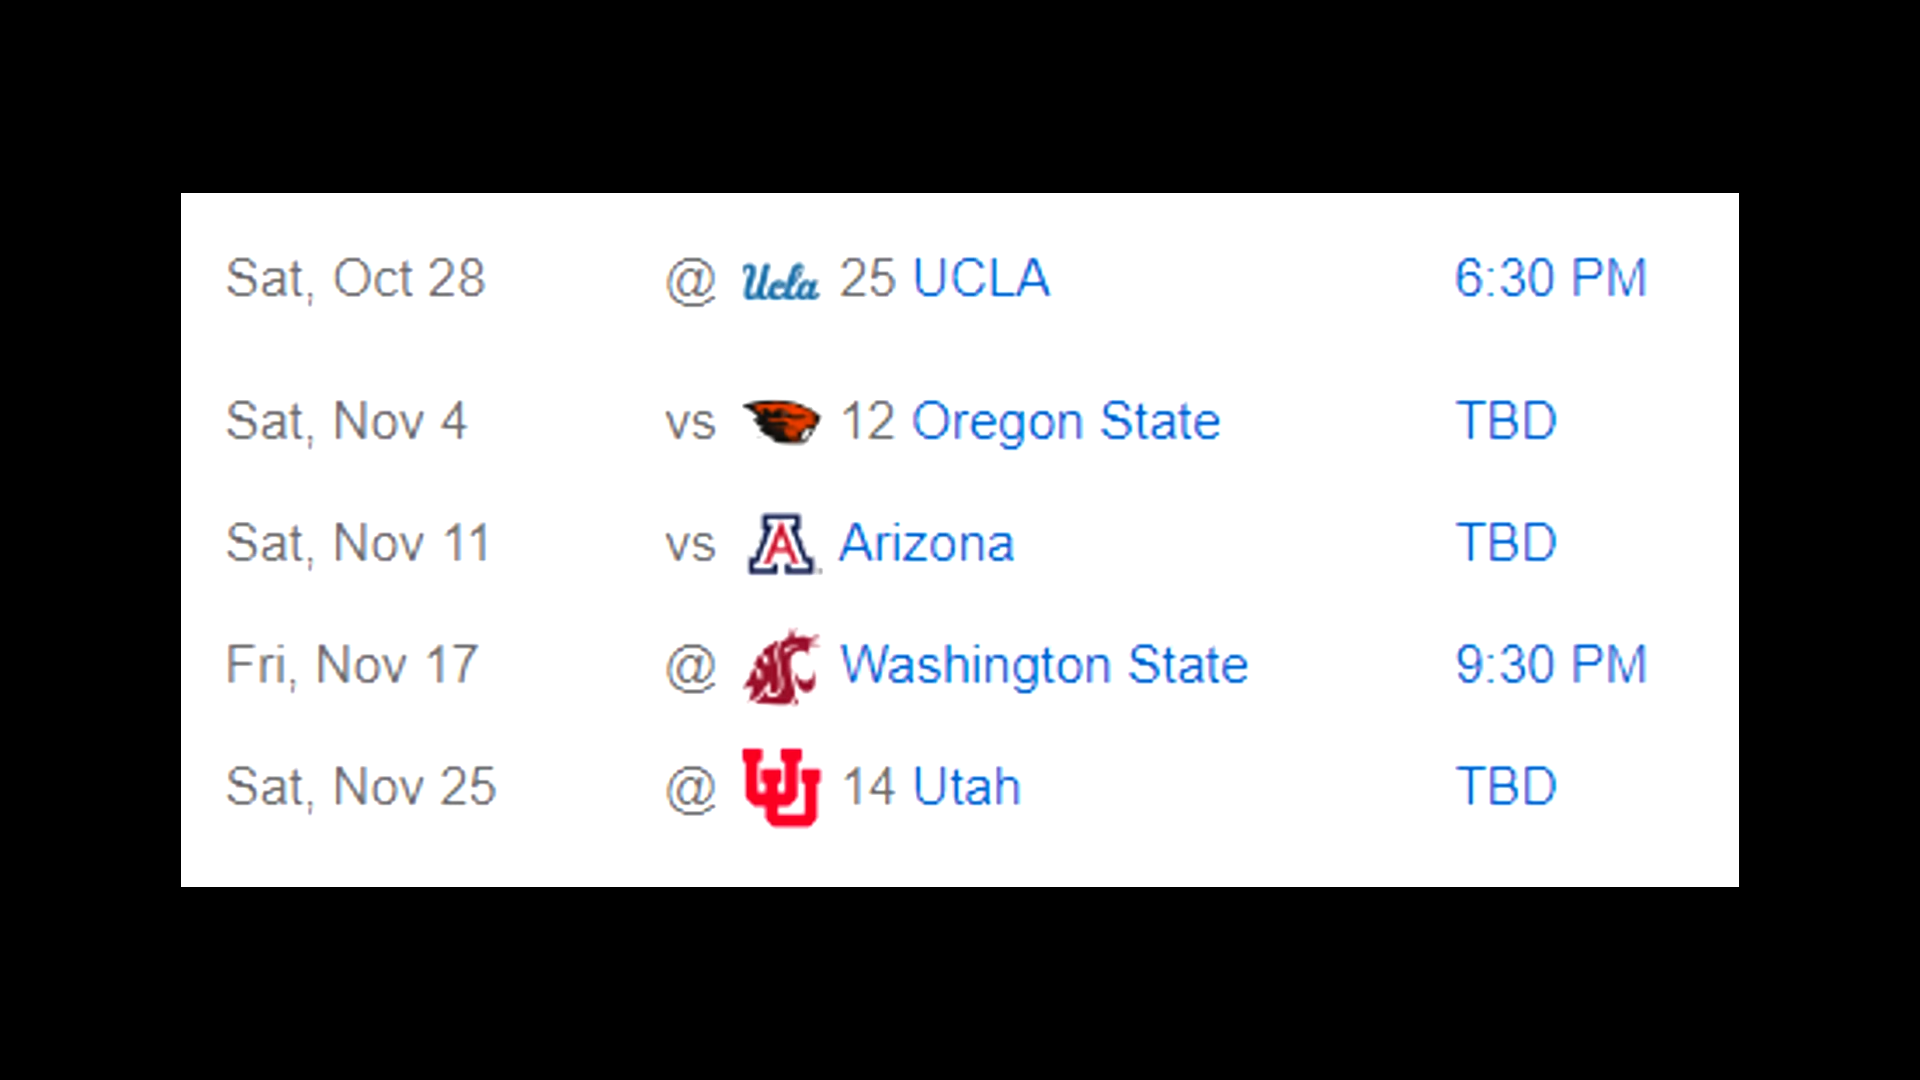 Sat, Oct 28 @ Ucla 25 UCLA 6:30 PM
Sat, Nov 4 vs 12 Oregon State TBD
Sat, Nov 11 vs A Arizona TBD
Fri, Nov 17 @ Washington State 9:30 PM
Sat, Nov 25 @ UU 14 Utah TBD